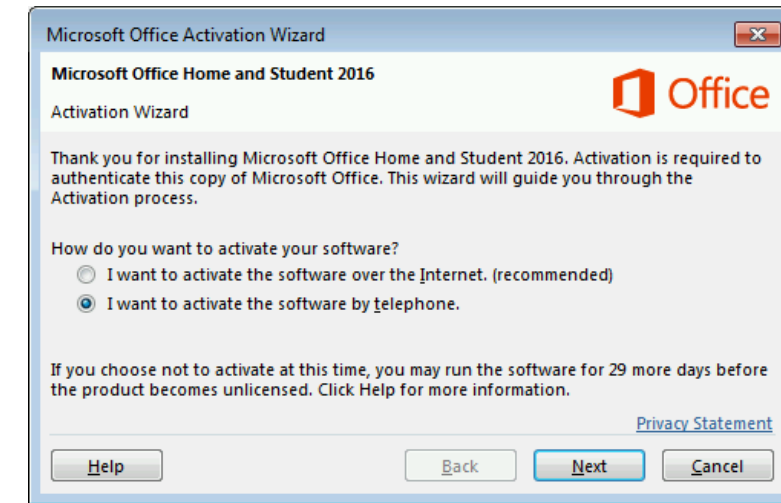 Microsoft Office Activation Wizard
Microsoft Office Home and Student 2016
Office
Activation Wizard
Thank you for installing Microsoft Office Home and Student 2016. Activation is required to
authenticate this copy of Microsoft Office. This wizard will guide you through the
Activation process.
How do you want to activate your software?
I want to activate the software over the Internet. (recommended)
I want to activate the software by telephone.
If you choose not to activate at this time, you may run the software for 29 more days before
the product becomes unlicensed. Click Help for more information.
Privacy Statement
Help Back Next Cancel